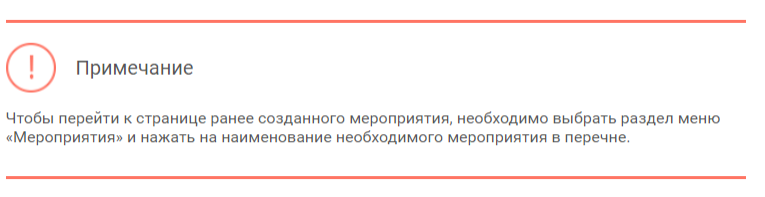 Примечание
Чтобы перейти к странице ранее созданного мероприятия, необходимо выбрать раздел меню
«Мероприятия» и нажать на наименование необходимого мероприятия в перечне.